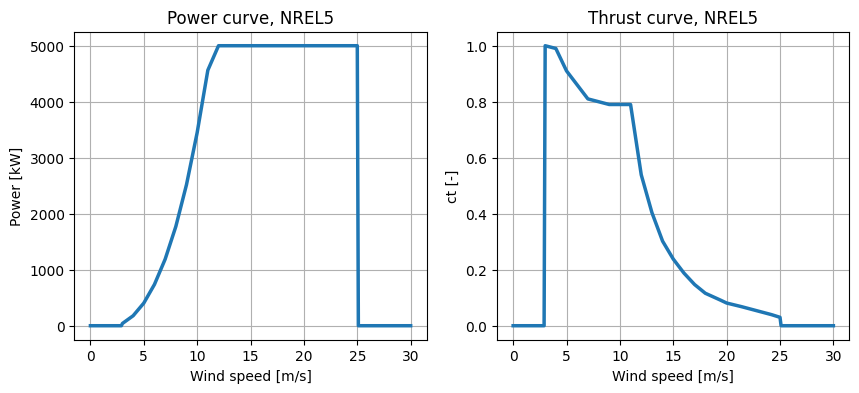 Power curve, NREL5
5000
4000
3000
2000
1000
0
Power [kW]
0 5 10 15 20 25 30
Wind speed [m/s]
Thrust curve, NREL5
1.0
0.8
0.6
0.4
0.2
0.0
ct [-]
0 5 10 15 20 25 30
Wind speed [m/s]